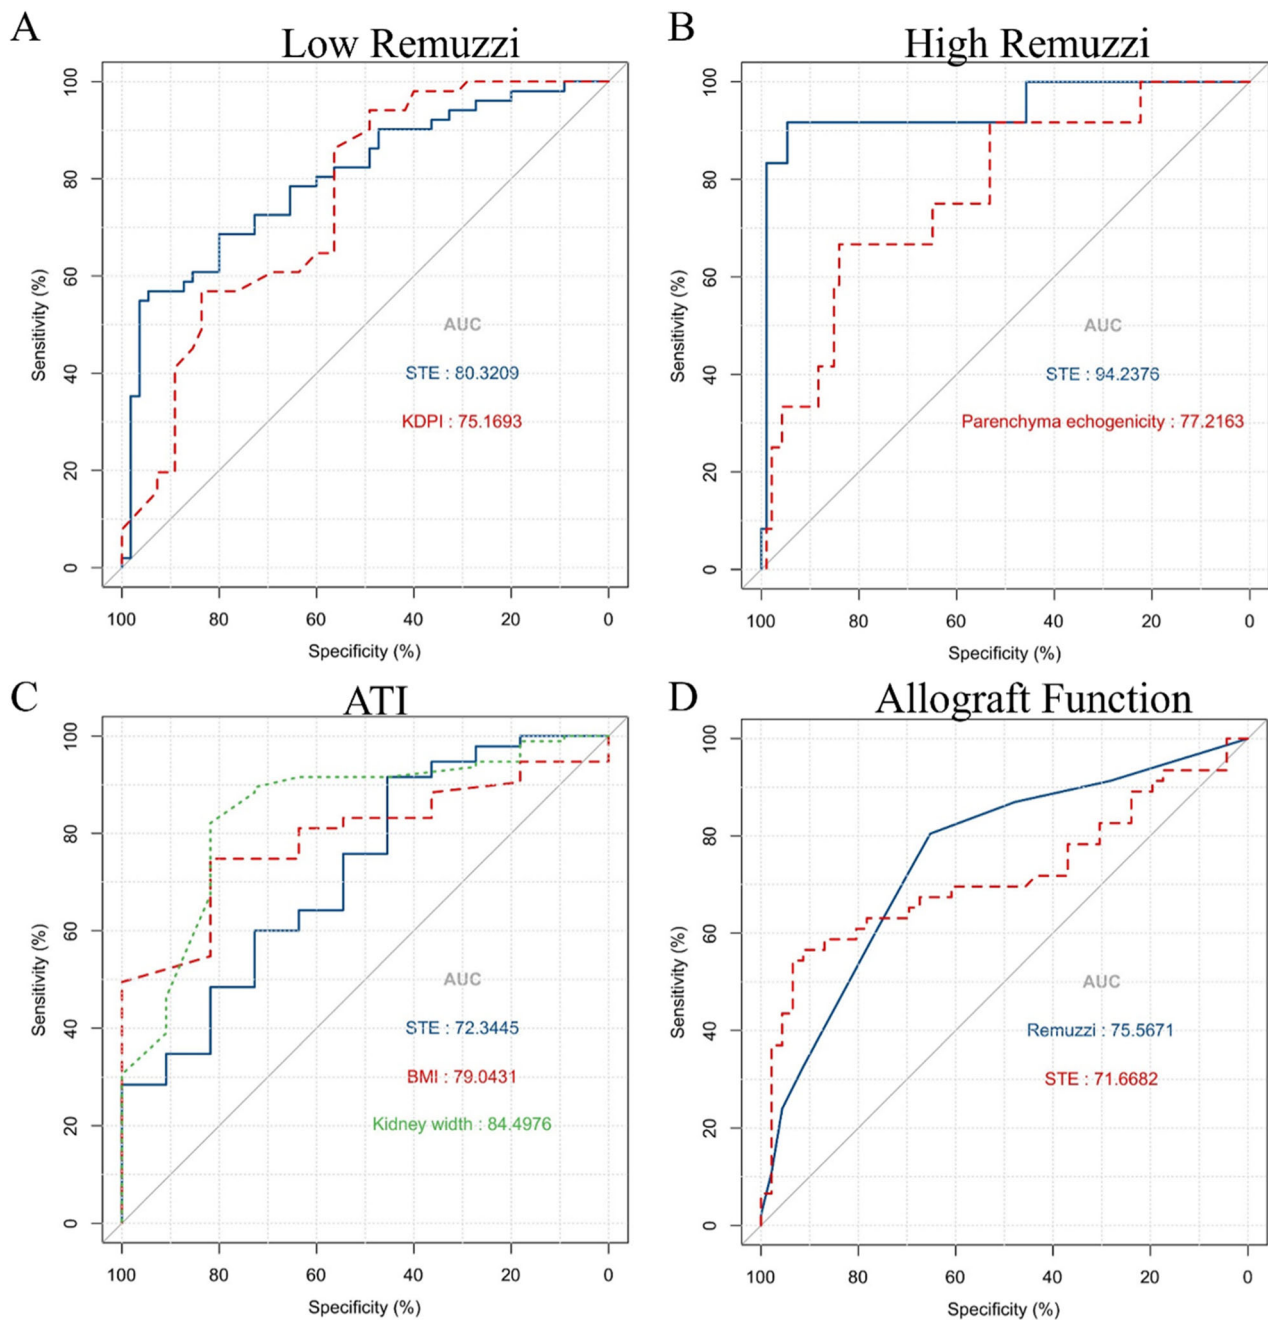 A
Low Remuzzi
100
80
60
40
20
0
Sensitivity (%)
AUC
STE : 80.3209
KDPI : 75.1693
100 80 60 40 20 0
Specificity (%)
B
High Remuzzi
100
80
60
40
20
0
Sensitivity (%)
AUC
STE : 94.2376
Parenchyma echogenicity : 77.2163
100 80 60 40 20 0
Specificity (%)
C
ATI
100
80
60
40
20
0
Sensitivity (%)
AUC
STE : 72.3445
BMI : 79.0431
Kidney width : 84.4976
100 80 60 40 20 0
Specificity (%)
D
Allograft Function
100
80
60
40
20
0
Sensitivity (%)
AUC
Remuzzi : 75.5671
STE : 71.6682
100 80 60 40 20 0
Specificity (%)